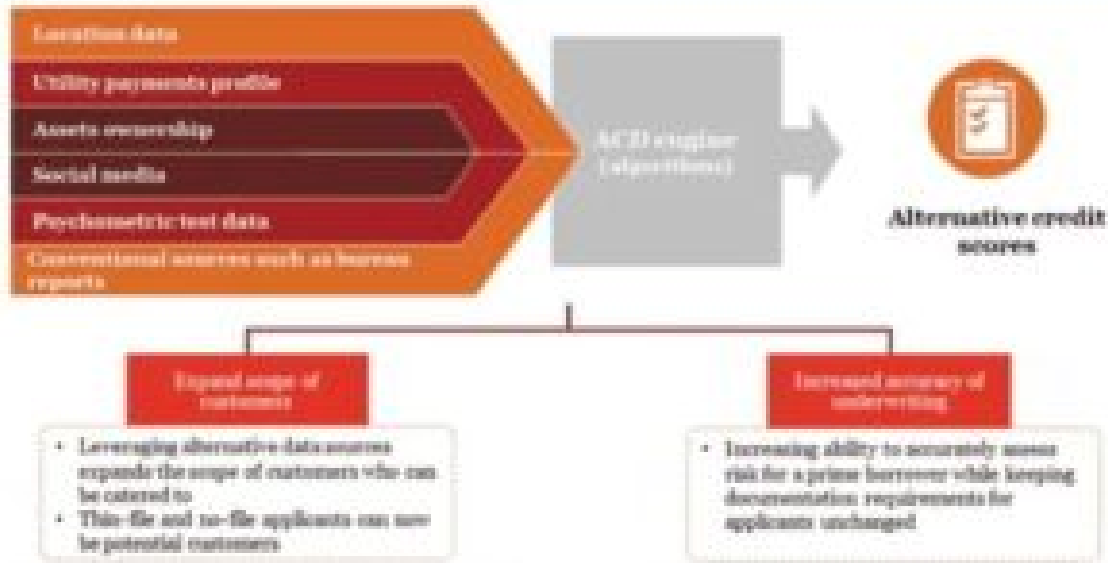 Location data
Utility payments profile
Assets ownership
Social media
Psychometric test data
Conventional sources such as bureau
reports
ACD engine
(algorithms)
Alternative credit
scores
Expand scope of
customers
• Leveraging alternative data sources
expands the scope of customers who can
be catered to
• Thin-file and no-file applicants can now
be potential customers
Increased accuracy of
underwriting
• Increasing ability to accurately assess
risk for a prime borrower while keeping
documentation requirements for
applicants unchanged